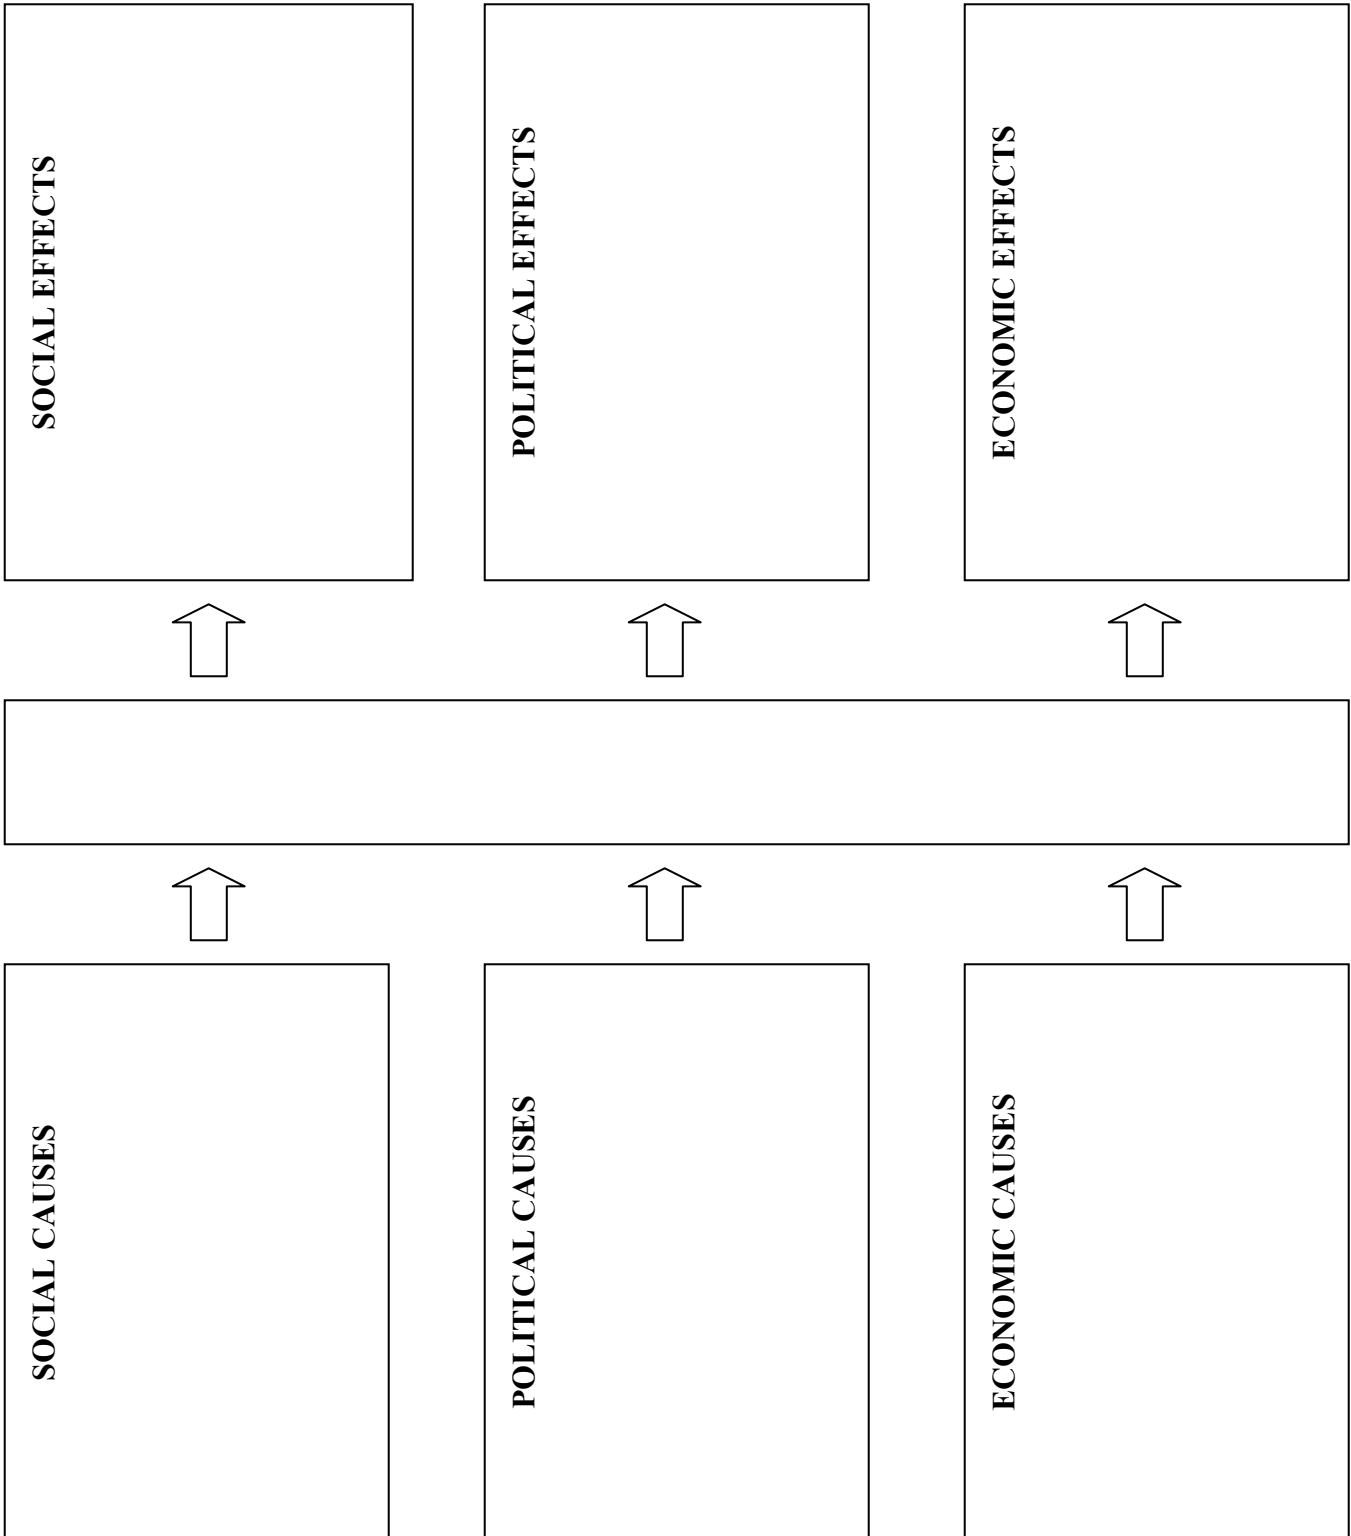 SOCIAL EFFECTS
POLITICAL EFFECTS
ECONOMIC EFFECTS
SOCIAL CAUSES
POLITICAL CAUSES
ECONOMIC CAUSES